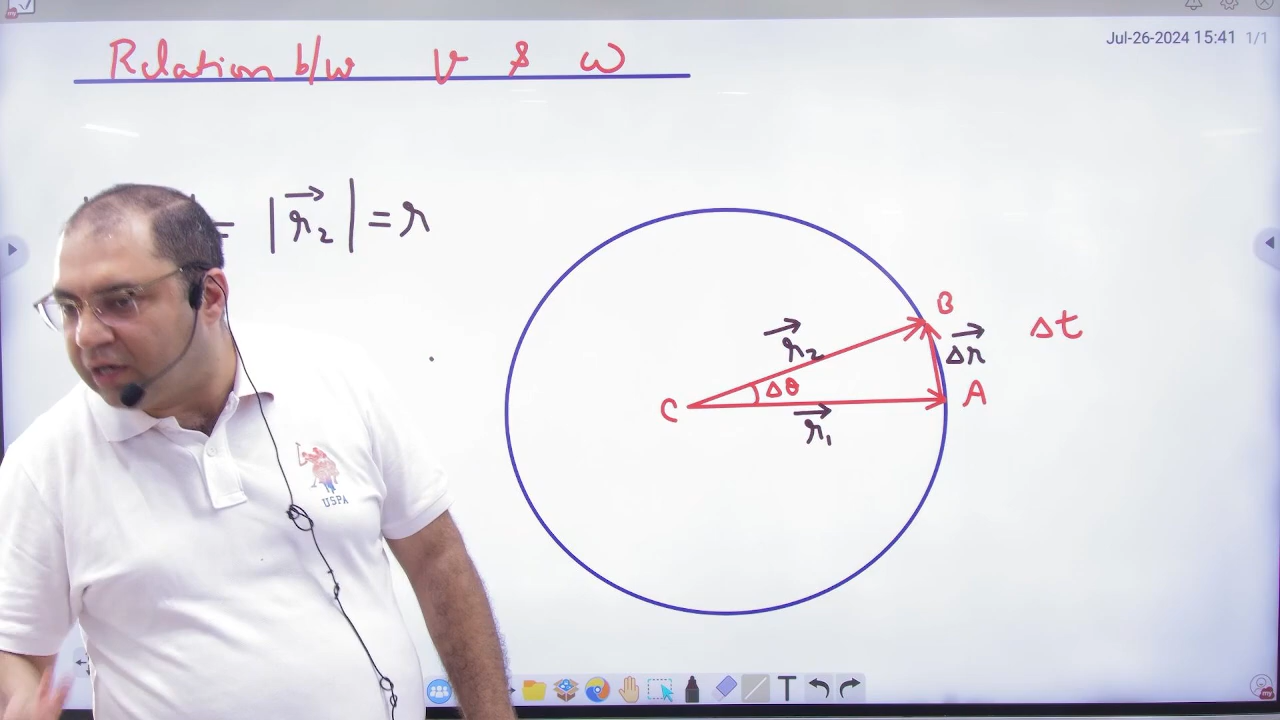 Jul-26-2024 15:41 1/1
Relation b/w v & ω
= |r₂→| = r
B
r₂→
Δr→
Δt
Δθ
C
A
r₁→
USPA
T